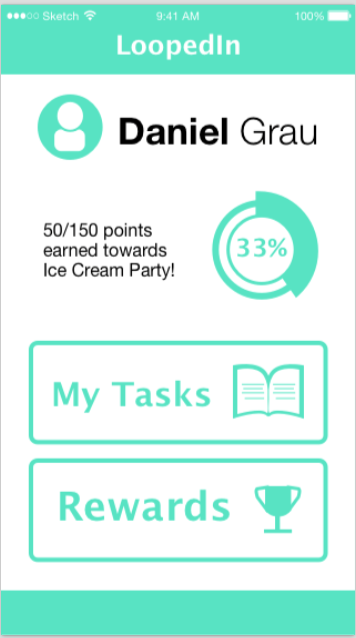 Sketch 9:41 AM 100%
LoopedIn
Daniel Grau
50/150 points
earned towards
Ice Cream Party!
33%
My Tasks
Rewards